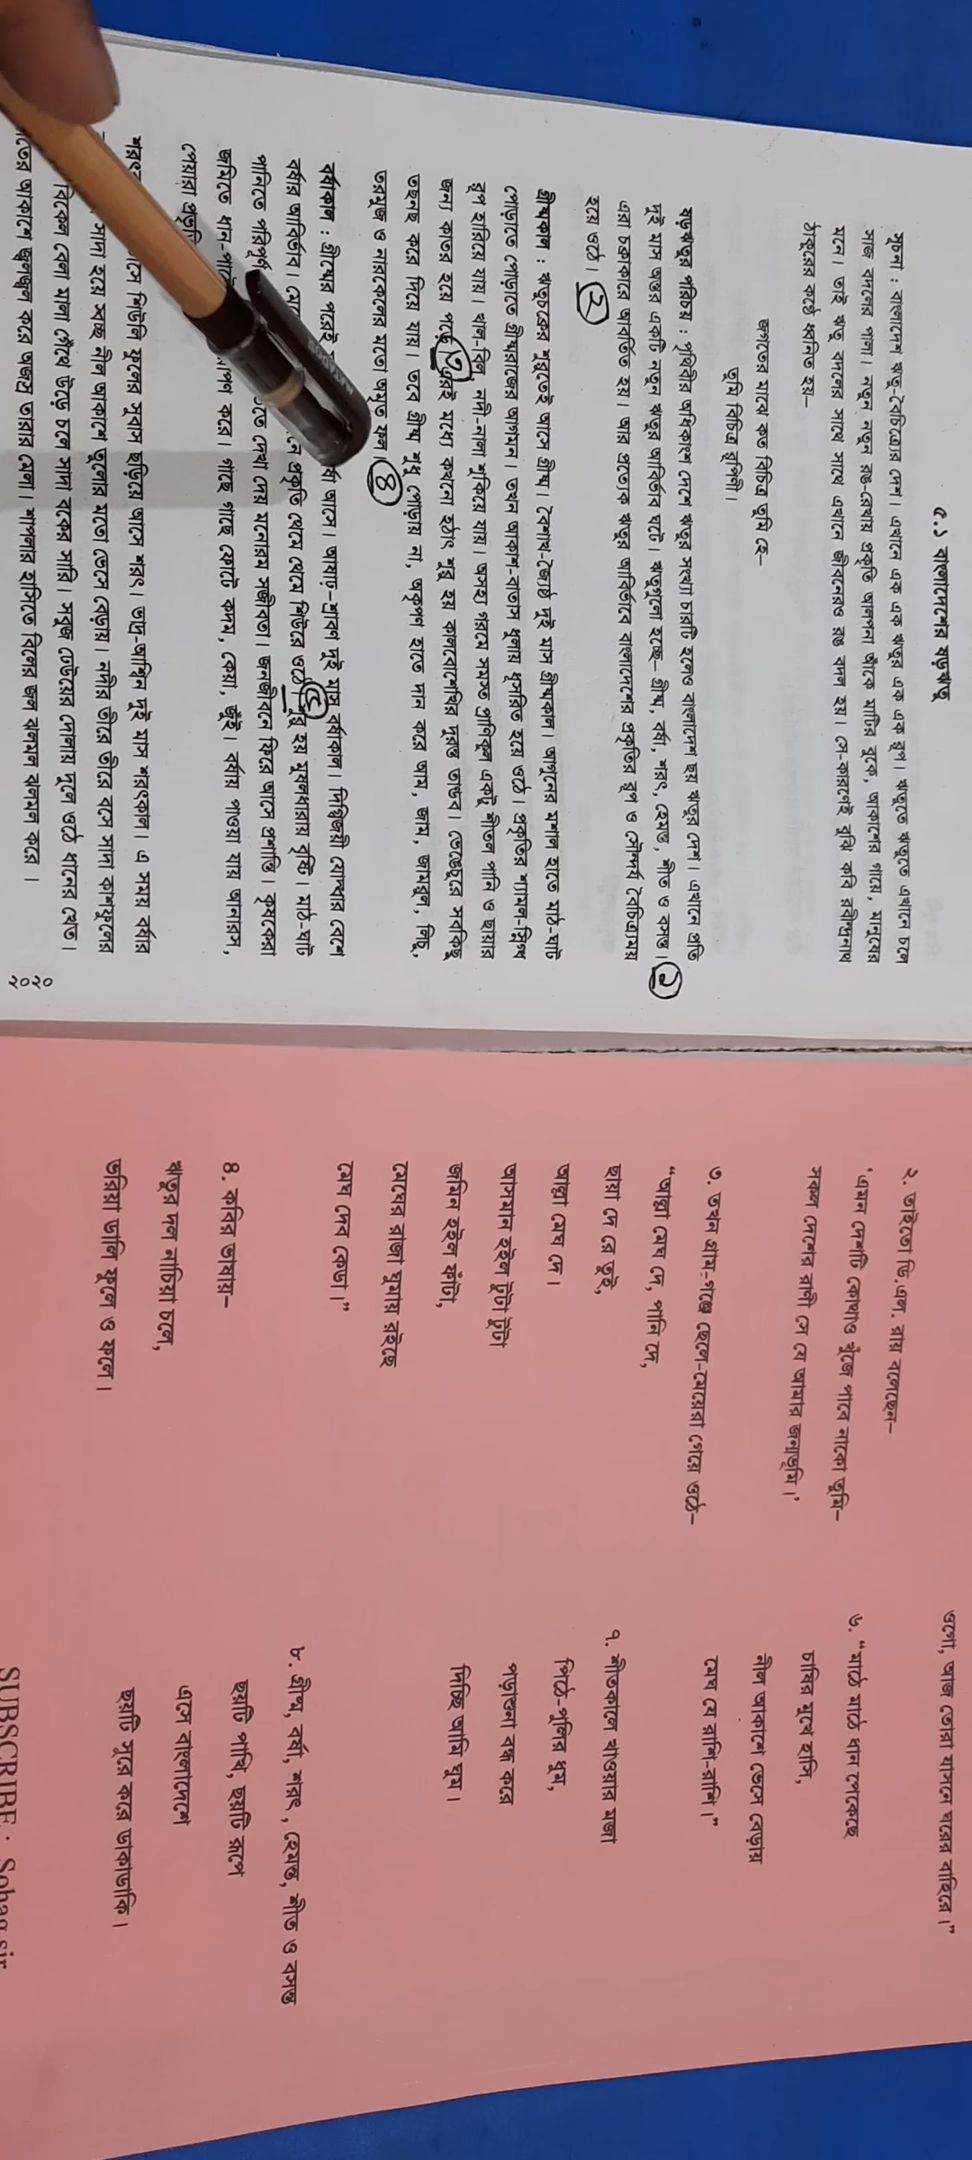 ৫.১ বাংলাদেশের ষড়ঋতু
সূচনা : বাংলাদেশ ঋতু-বৈচিত্র্যের দেশ। এখানে এক এক ঋতুর এক এক রূপ। ঋতুতে ঋতুতে এখানে চলে
সাজ বদলের পালা। নতুন নতুন রঙ-রেখায় প্রকৃতি আলপনা আঁকে মাটির বুকে, আকাশের গায়ে, মানুষের
মনে। তাই ঋতু বদলের সাথে সাথে এখানে জীবনেরও রঙ বদল হয়। সে-কারণেই বুঝি কবি রবীন্দ্রনাথ
ঠাকুরের কণ্ঠে ধ্বনিত হয়–
জগতের মাঝে কত বিচিত্র তুমি হে–
তুমি বিচিত্র রূপিণী।
ষড়ঋতুর পরিচয় : পৃথিবীর অধিকাংশ দেশে ঋতুর সংখ্যা চারটি হলেও বাংলাদেশ ছয় ঋতুর দেশ। এখানে প্রতি
দুই মাস অন্তর একটি নতুন ঋতুর আবির্ভাব ঘটে। ঋতুগুলো হচ্ছে– গ্রীষ্ম, বর্ষা, শরৎ, হেমন্ত, শীত ও বসন্ত। ১
এরা চক্রাকারে আবর্তিত হয়। আর প্রত্যেক ঋতুর আবির্ভাবে বাংলাদেশের প্রকৃতির রূপ ও সৌন্দর্য বৈচিত্র্যময়
হয়ে ওঠে। ২
গ্রীষ্মকাল : ঋতুচক্রের শুরুতেই আসে গ্রীষ্ম। বৈশাখ-জ্যৈষ্ঠ দুই মাস গ্রীষ্মকাল। আগুনের মশাল হাতে মাঠ-ঘাট
পোড়াতে পোড়াতে গ্রীষ্মরাজের আগমন। তখন আকাশ-বাতাস ধুলায় ধূসরিত হয়ে ওঠে। প্রকৃতির শ্যামল-স্নিগ্ধ
রূপ হারিয়ে যায়। খাল-বিল, নদী-নালা শুকিয়ে যায়। অসহ্য গরমে সমস্ত প্রাণিকুল একটু শীতল পানি ও ছায়ার
জন্য কাতর হয়ে পড়ে। ৩ এরই মধ্যে কখনো হঠাৎ শুরু হয় কালবোশেখির দুরন্ত তাণ্ডব। ভেঙেচুরে সবকিছু
তছনছ করে দিয়ে যায়। তবে গ্রীষ্ম শুধু পোড়ায় না, অকৃপণ হাতে দান করে আম, জাম, জামরুল, লিচু,
তরমুজ ও নারকেলের মতো অমৃত ফল। ৪
বর্ষাকাল : গ্রীষ্মের পরেই বর্ষা আসে। আষাঢ়-শ্রাবণ দুই মাস বর্ষাকাল। দিগ্বিজয়ী যোদ্ধার বেশে
বর্ষার আবির্ভাব। প্রকৃতি থেমে থেমে শিউরে ওঠে। ৫ শুরু হয় মুষলধারায় বৃষ্টি। মাঠ-ঘাট
পানিতে পরিপূর্ণ দেখা দেয় মনোরম সজীবতা। জনজীবনে ফিরে আসে প্রশান্তি। কৃষকেরা
জমিতে ধান-পাটের করে। গাছে গাছে ফোটে কদম, কেয়া, জুঁই। বর্ষায় পাওয়া যায় আনারস,
পেয়ারা প্রভৃতি
শিউলি ফুলের সুবাস ছড়িয়ে আসে শরৎ। ভাদ্র-আশ্বিন দুই মাস শরৎকাল। এ সময় বর্ষার
সাদা হয়ে স্বচ্ছ নীল আকাশে তুলোর মতো ভেসে বেড়ায়। নদীর তীরে তীরে বসে সাদা কাশফুলের
বিকেল বেলা মালা গেঁথে উড়ে চলে সাদা বকের সারি। সবুজ ঢেউয়ের দোলায় দুলে ওঠে ধানের খেত।
আকাশে জ্বলজ্বল করে অজস্র তারার মেলা। শাপলার হাসিতে বিলের জল ঝলমল ঝলমল করে।
২০২০
২. তাইতো ডি.এল. রায় বলেছেন–
‘এমন দেশটি কোথাও খুঁজে পাবে নাকো তুমি–
সকল দেশের রাণী সে যে আমার জন্মভূমি।’
৩. তখন গ্রাম-গঞ্জে ছেলে-মেয়েরা গেয়ে ওঠে–
“আল্লা মেঘ দে, পানি দে,
ছায়া দে রে তুই,
আল্লা মেঘ দে।
আসমান হইল টুটা টুটা
জমিন হইল ফাঁটা,
মেঘের রাজা ঘুমায় রইছে
মেঘ দেব কেডা।”
৪. কবির ভাষায়–
ঋতুর দল নাচিয়া চলে,
ভরিয়া ডালি ফুলে ও ফলে।
ওগো, আজ তোরা যাসনে ঘরের বাহিরে।”
৬. “মাঠে মাঠে ধান পেকেছে
চাষির মুখে হাসি,
নীল আকাশে ভেসে বেড়ায়
মেঘ যে রাশি-রাশি।”
৭. শীতকালে খাওয়ার মজা
পিঠে-পুলির ধুম,
পড়াশুনা বন্ধ করে
দিচ্ছি আমি ঘুম।
৮. গ্রীষ্ম, বর্ষা, শরৎ, হেমন্ত, শীত ও বসন্ত
ছয়টি পাখি, ছয়টি রূপে
এসে বাংলাদেশে
ছয়টি সুরে করে ডাকাডাকি।
SUBSCRIBE : Sohag sir